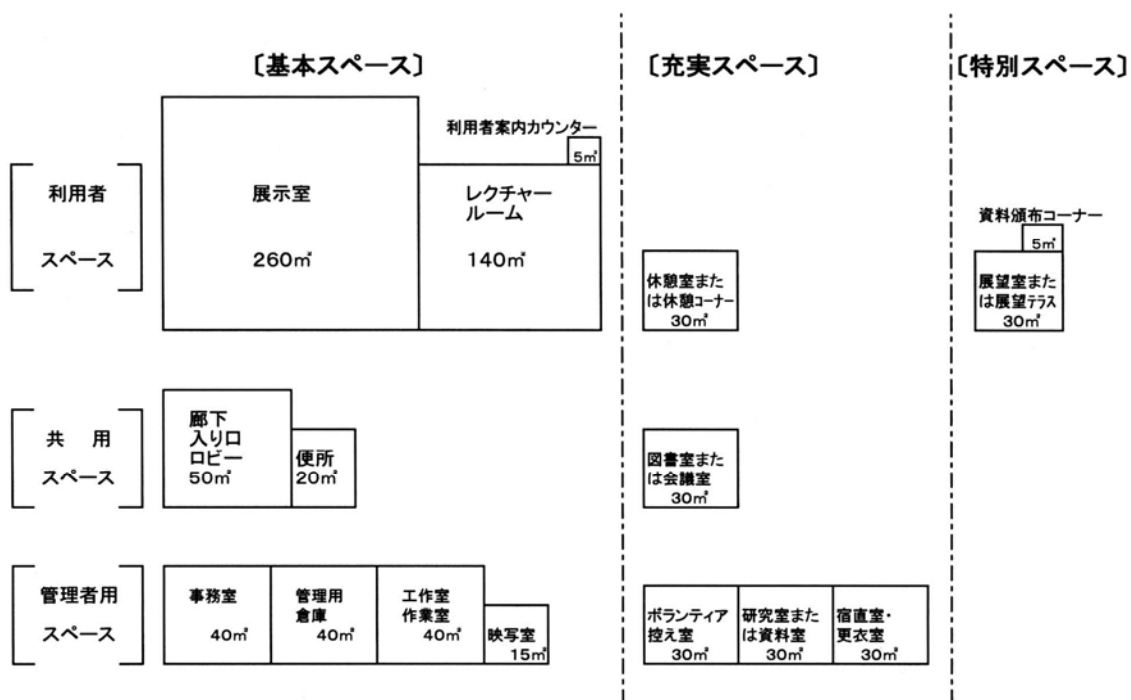 〔基本スペース〕
〔充実スペース〕
〔特別スペース〕
利用者
スペース
展示室
260㎡
利用者案内カウンター
5㎡
レクチャー
ルーム
140㎡
休憩室また
は休憩コーナー
30㎡
資料頒布コーナー
5㎡
展望室また
は展望テラス
30㎡
共用
スペース
廊下
入り口
ロビー
50㎡
便所
20㎡
図書室また
は会議室
30㎡
管理者用
スペース
事務室
40㎡
管理用
倉庫
40㎡
工作室
作業室
40㎡
映写室
15㎡
ボランティア
控え室
30㎡
研究室また
は資料室
30㎡
宿直室・
更衣室
30㎡